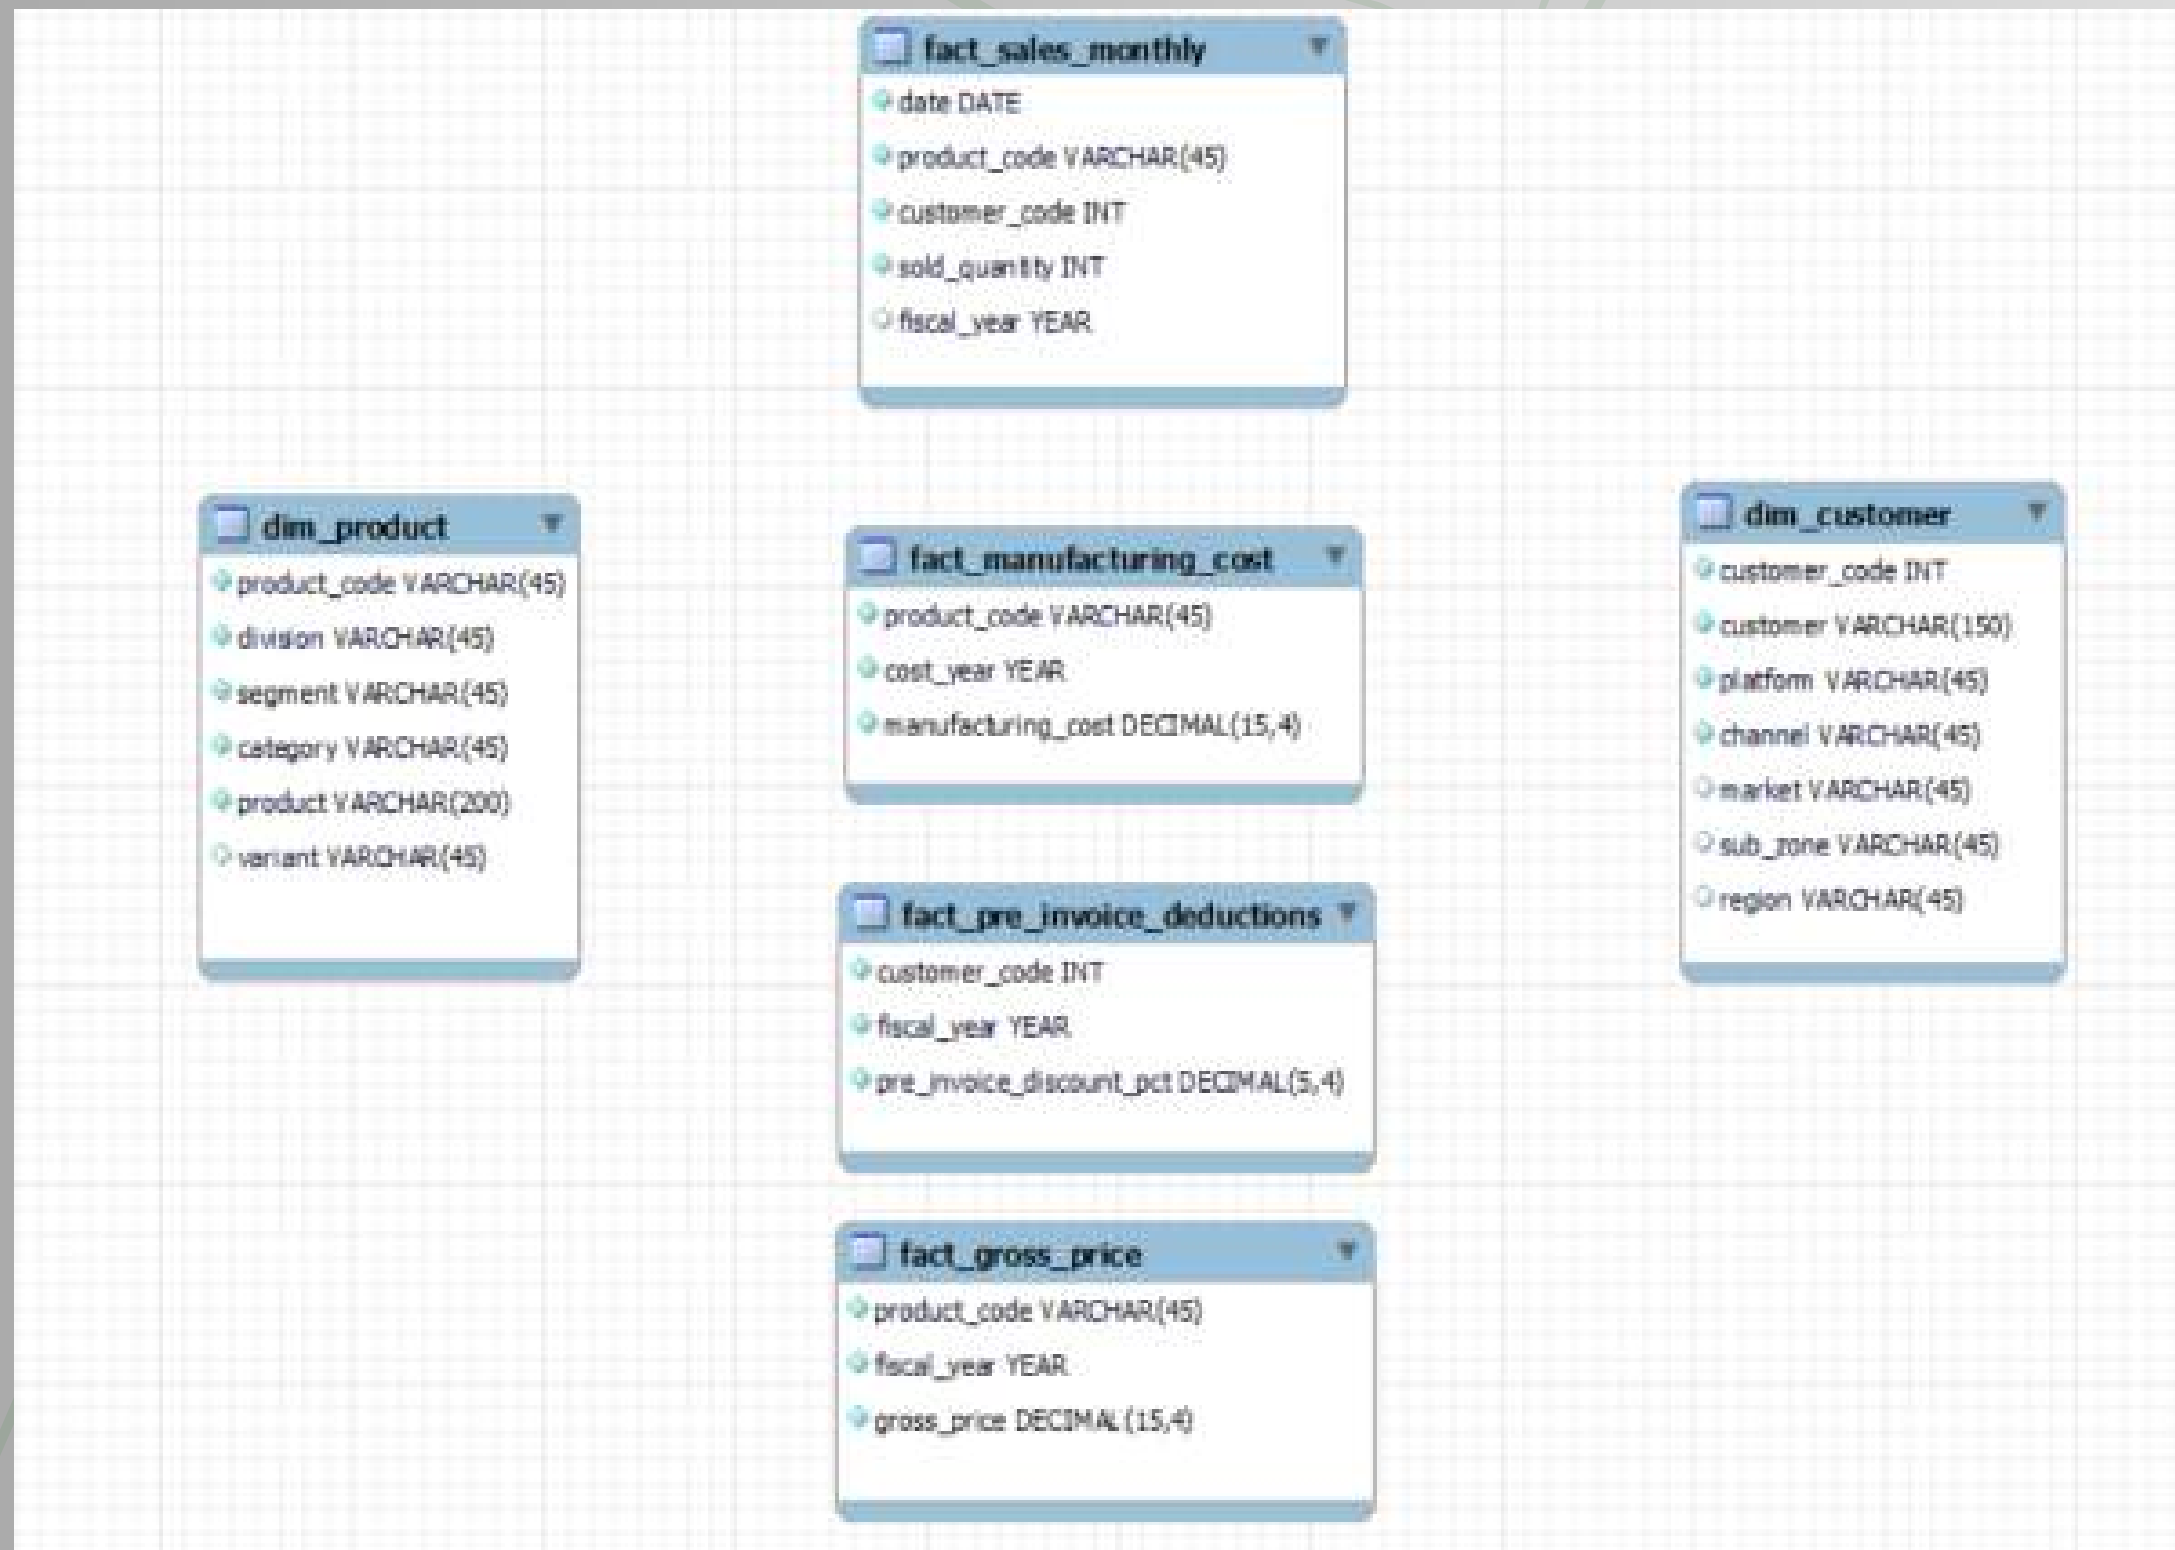 fact_sales_monthly
date DATE
product_code VARCHAR(45)
customer_code INT
sold_quantity INT
fiscal_year YEAR
dim_product
product_code VARCHAR(45)
division VARCHAR(45)
segment VARCHAR(45)
category VARCHAR(45)
product VARCHAR(200)
variant VARCHAR(45)
fact_manufacturing_cost
product_code VARCHAR(45)
cost_year YEAR
manufacturing_cost DECIMAL(15,4)
fact_pre_invoice_deductions
customer_code INT
fiscal_year YEAR
pre_invoice_discount_pct DECIMAL(5,4)
fact_gross_price
product_code VARCHAR(45)
fiscal_year YEAR
gross_price DECIMAL(15,4)
dim_customer
customer_code INT
customer VARCHAR(150)
platform VARCHAR(45)
channel VARCHAR(45)
market VARCHAR(45)
sub_zone VARCHAR(45)
region VARCHAR(45)